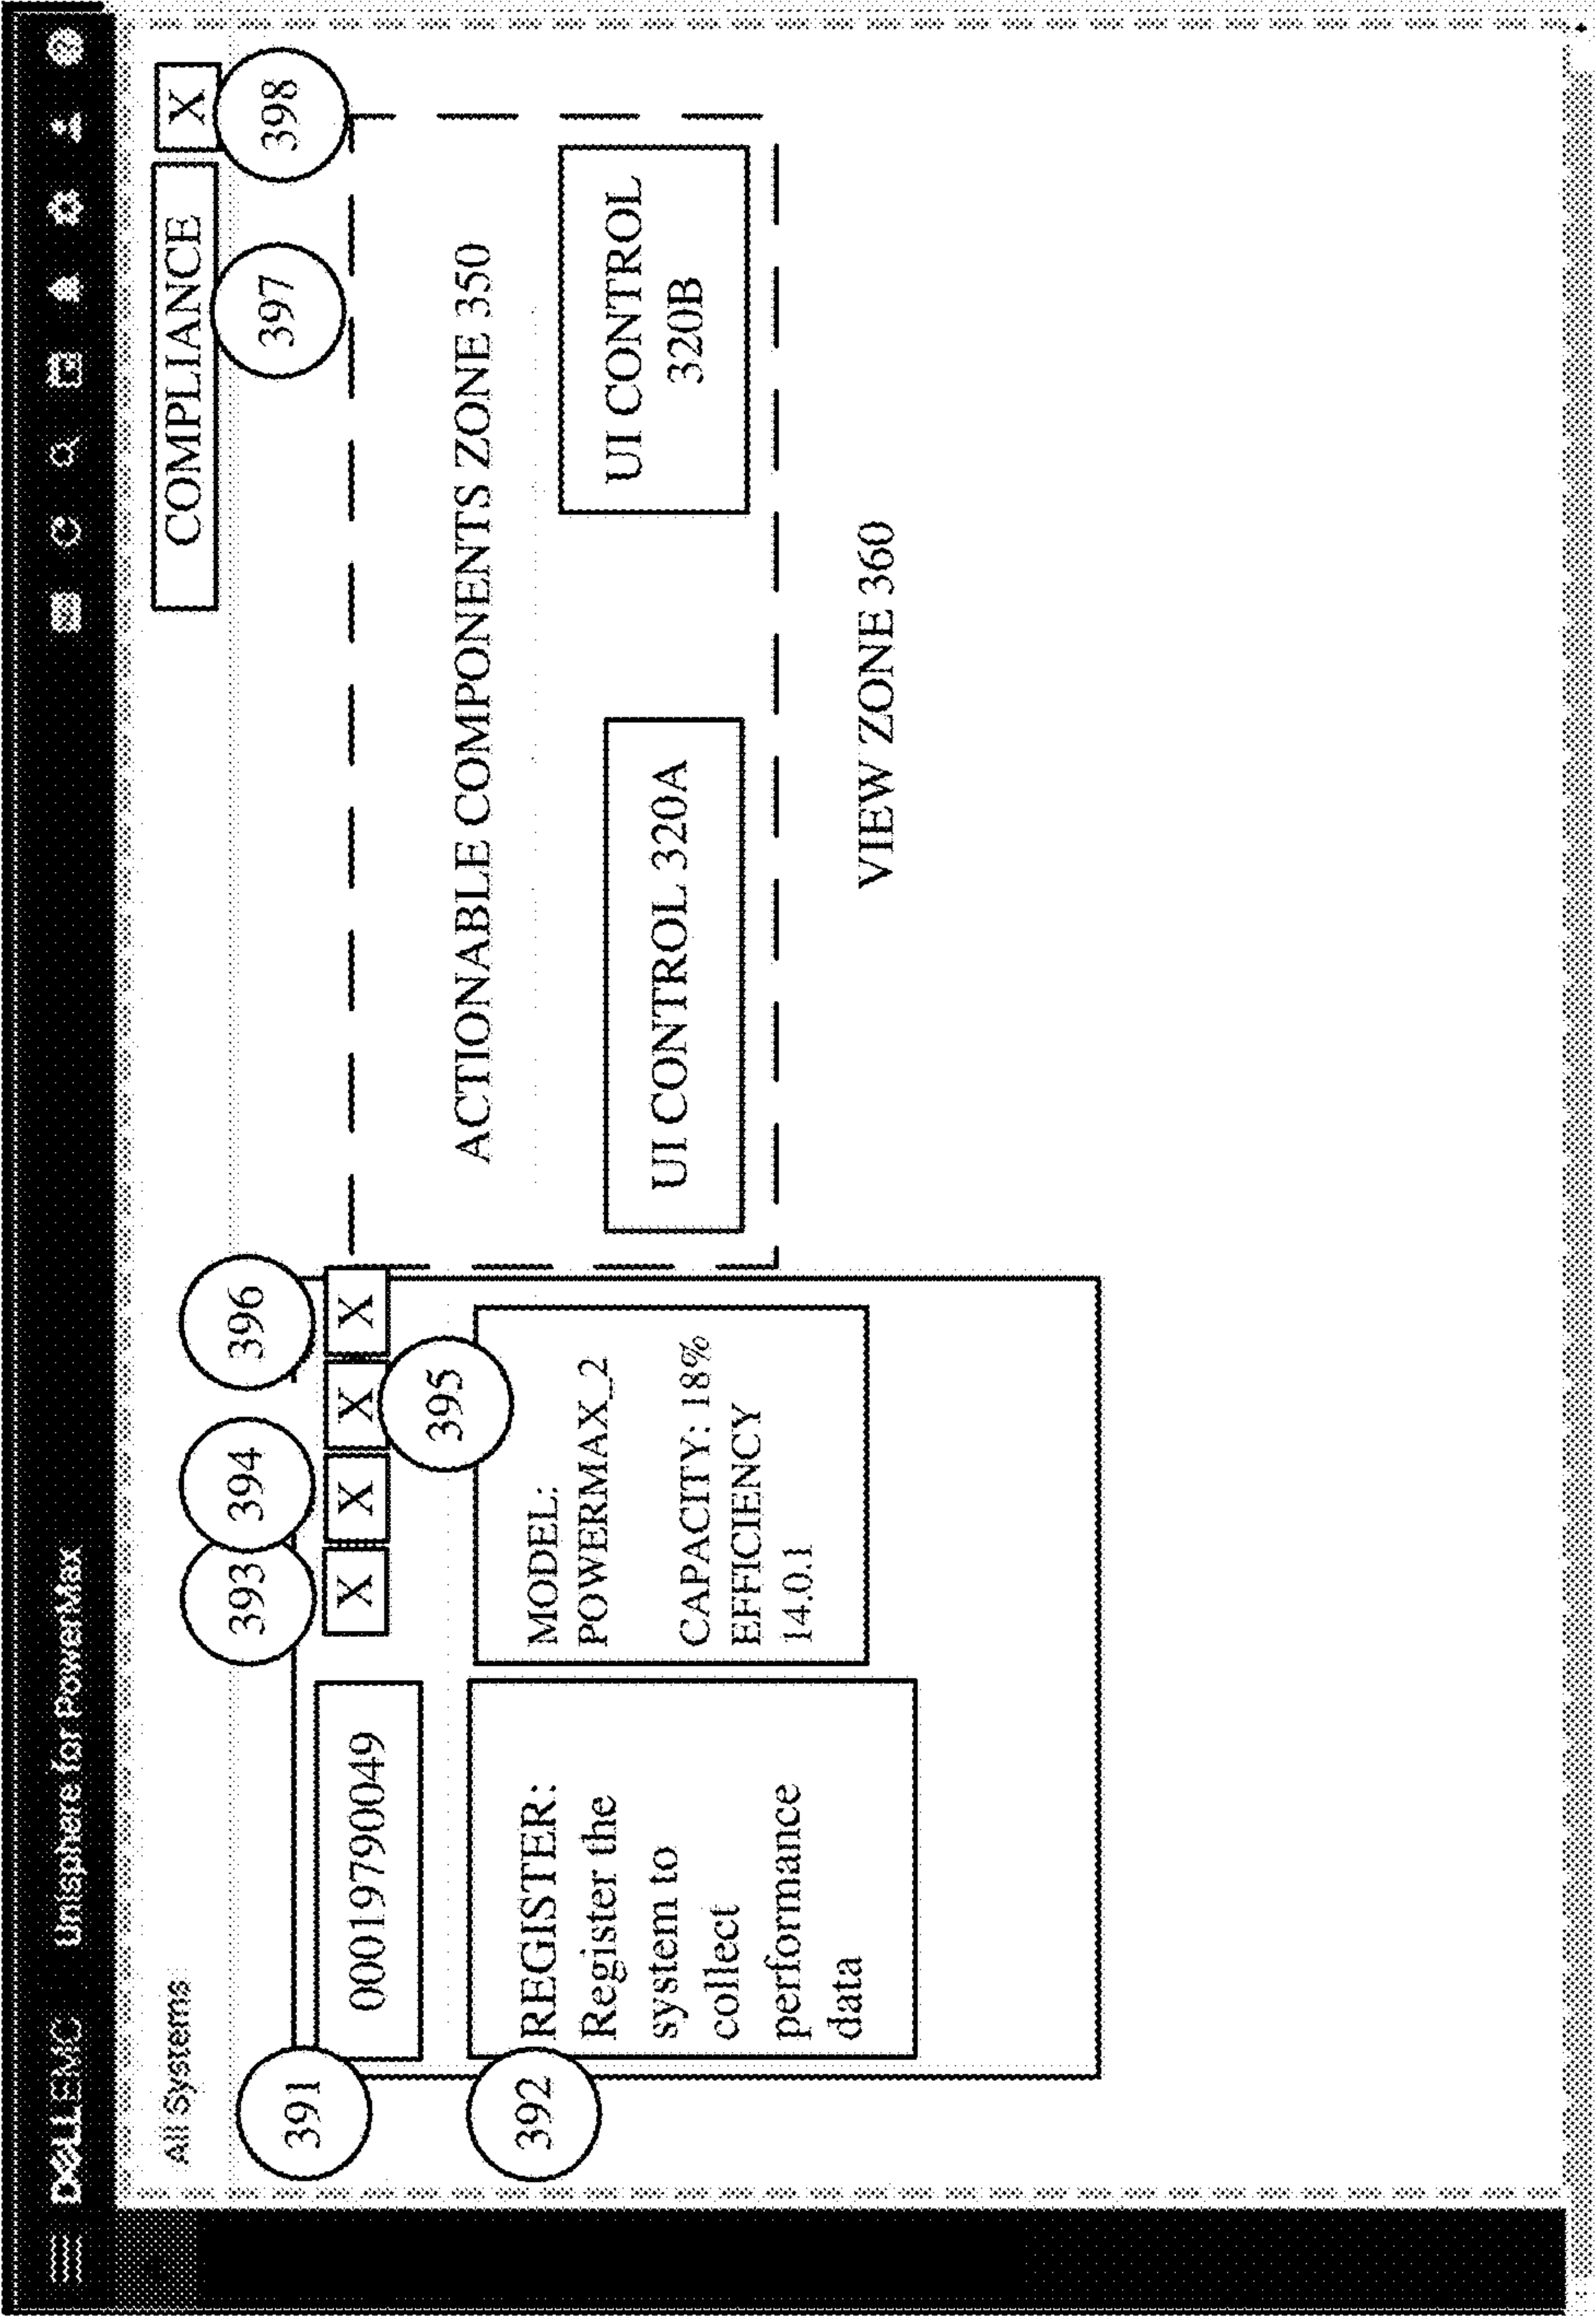 DELLEMC Unisphere for PowerMax
All Systems
COMPLIANCE X
397 398
391
000197900049
393 394 396
X X X X
395
392
REGISTER:
Register the
system to
collect
performance
data
MODEL:
POWERMAX_2
CAPACITY: 18%
EFFICIENCY
14.0.1
ACTIONABLE COMPONENTS ZONE 350
UI CONTROL 320A
UI CONTROL
320B
VIEW ZONE 360